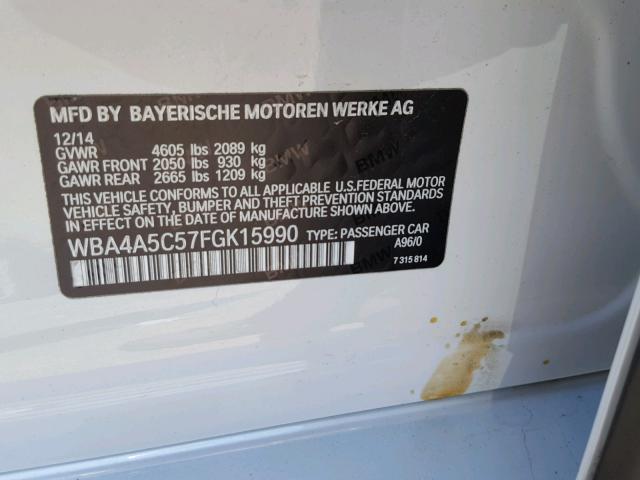 MFD BY BAYERISCHE MOTOREN WERKE AG
12/14
GVWR 4605 lbs 2089 kg
GAWR FRONT 2050 lbs 930 kg
GAWR REAR 2665 lbs 1209 kg
THIS VEHICLE CONFORMS TO ALL APPLICABLE U.S.FEDERAL MOTOR
VEHICLE SAFETY, BUMPER AND THEFT PREVENTION STANDARDS
IN EFFECT ON THE DATE OF MANUFACTURE SHOWN ABOVE.
WBA4A5C57FGK15990 TYPE: PASSENGER CAR
A96/0
7 315 814
BMW
BMW
BMW